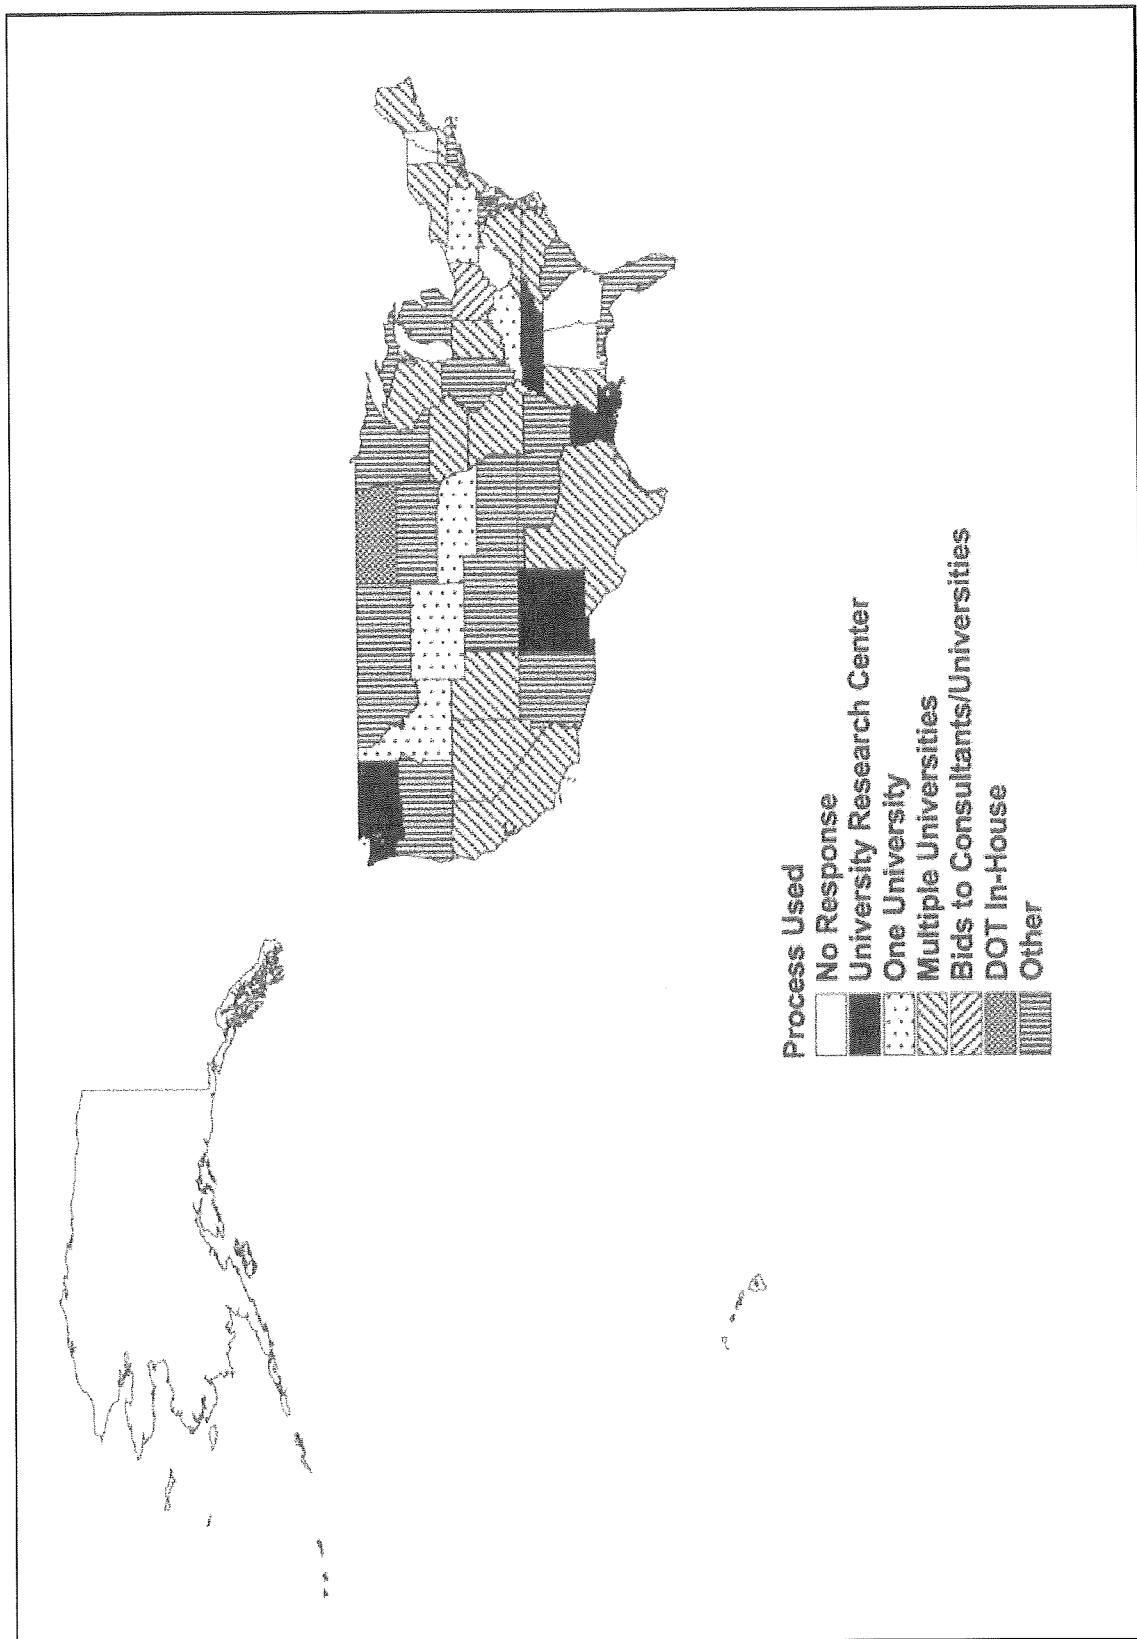 Process Used
No Response
University Research Center
One University
Multiple Universities
Bids to Consultants/Universities
DOT In-House
Other